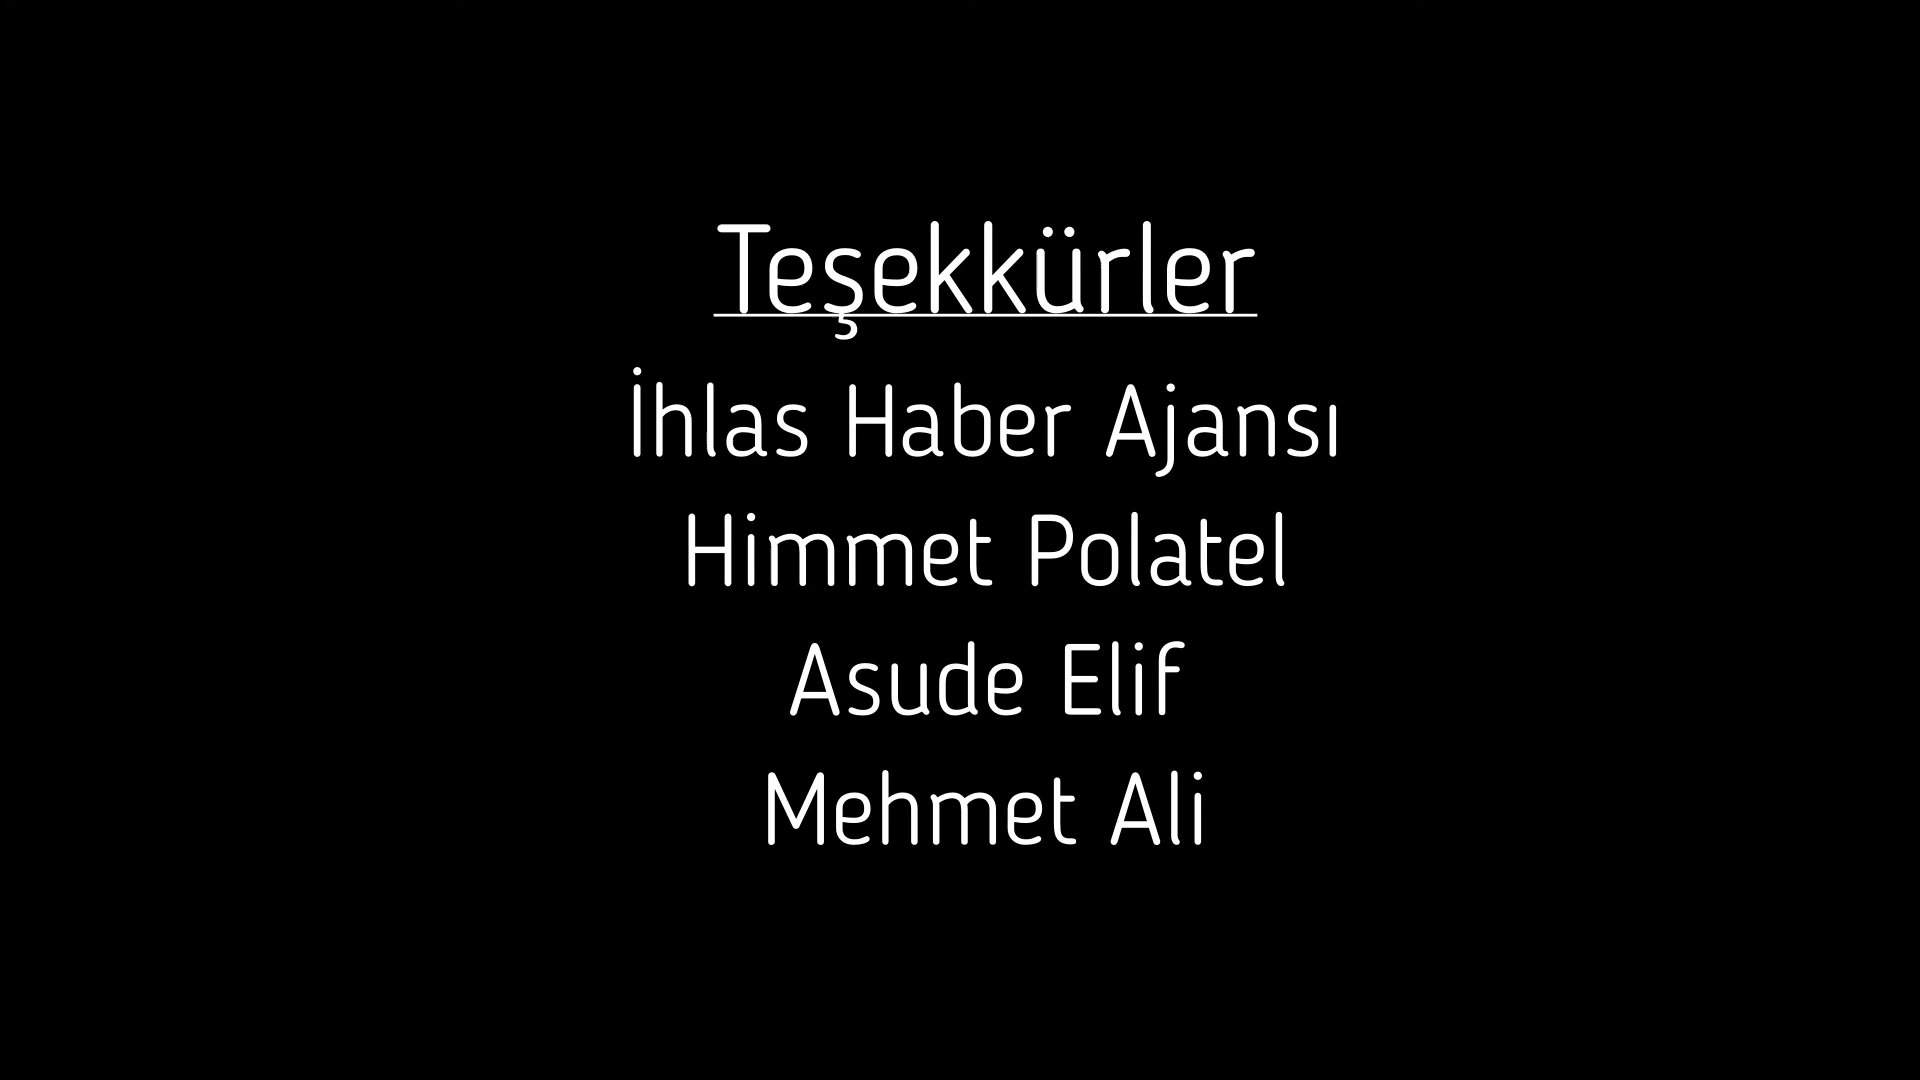 Teşekkürler
İhlas Haber Ajansı
Himmet Polatel
Asude Elif
Mehmet Ali